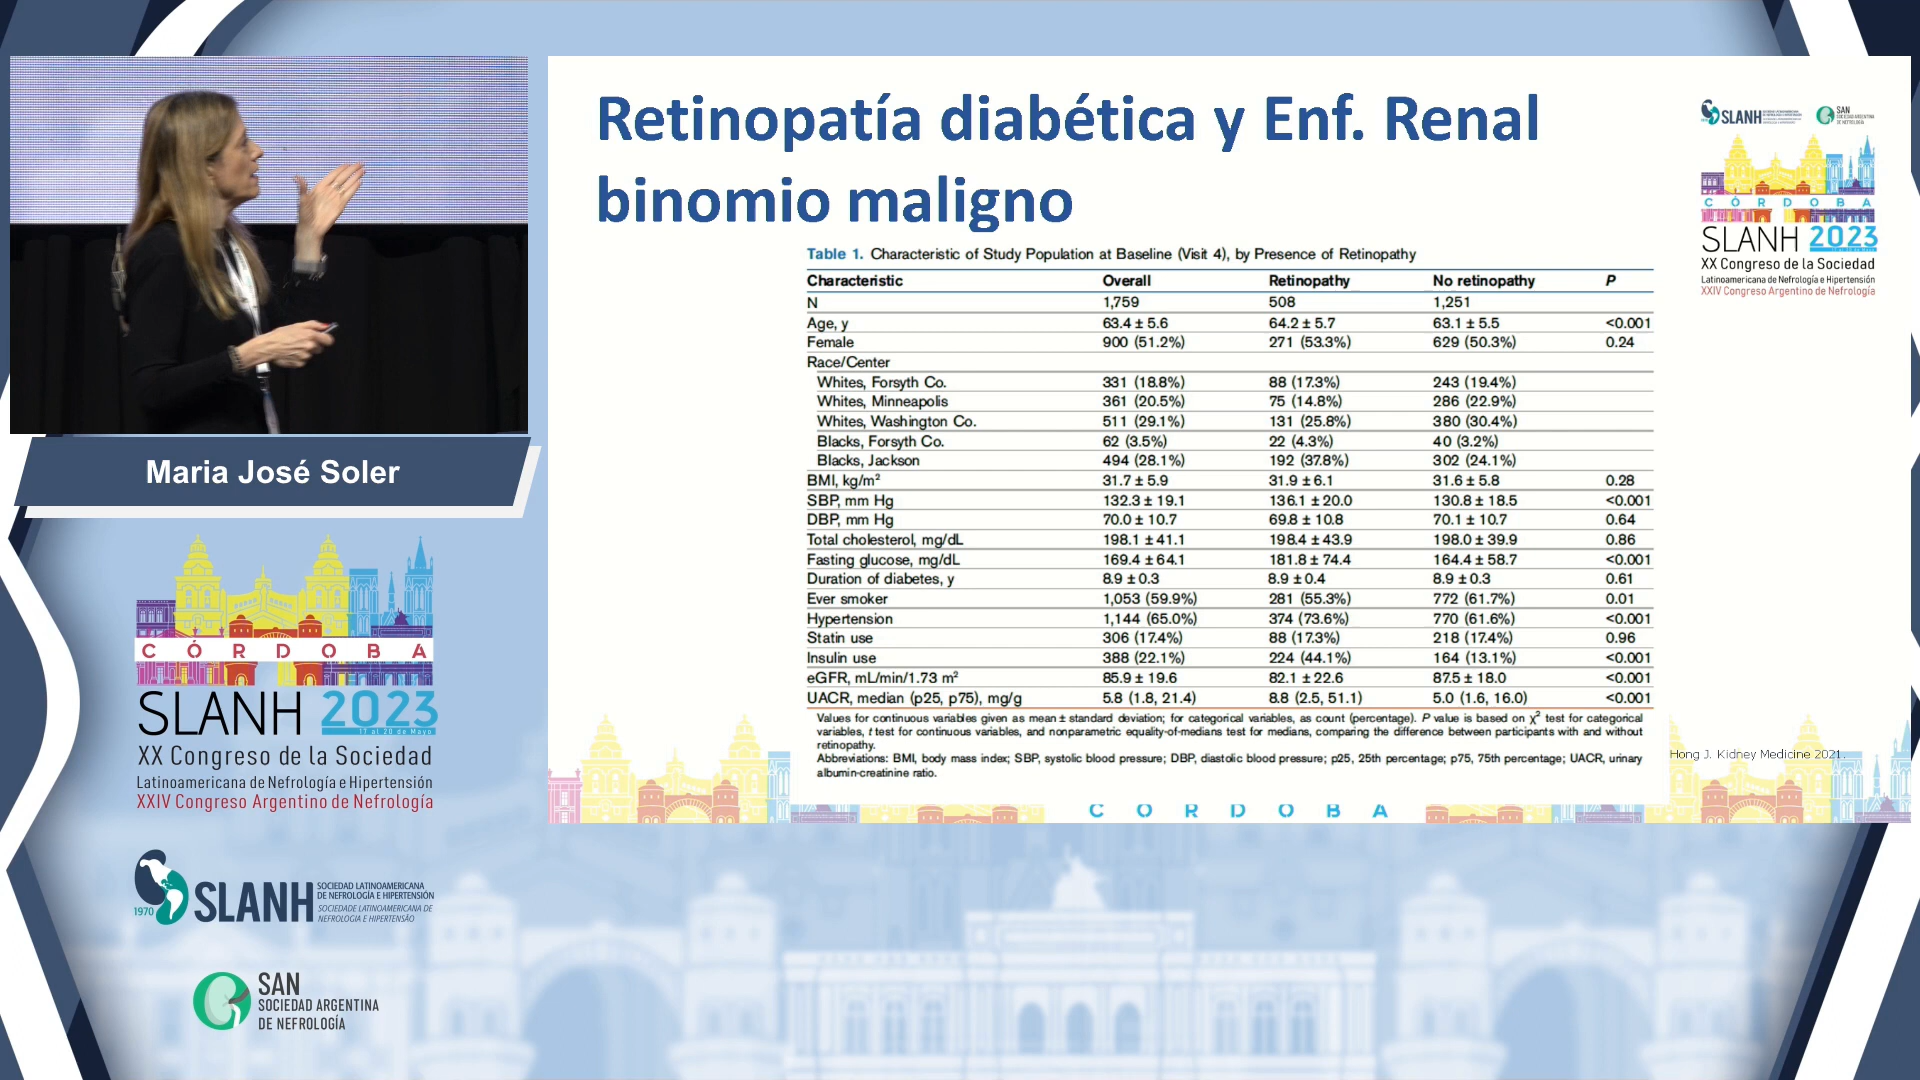 Retinopatía diabética y Enf. Renal
binomio maligno
Table 1. Characteristic of Study Population at Baseline (Visit 4), by Presence of Retinopathy
Characteristic Overall Retinopathy No retinopathy P
N 1,759 508 1,251
Age, y 63.4 ± 5.6 64.2 ± 5.7 63.1 ± 5.5 <0.001
Female 900 (51.2%) 271 (53.3%) 629 (50.3%) 0.24
Race/Center
Whites, Forsyth Co. 331 (18.8%) 88 (17.3%) 243 (19.4%)
Whites, Minneapolis 361 (20.5%) 75 (14.8%) 286 (22.9%)
Whites, Washington Co. 511 (29.1%) 131 (25.8%) 380 (30.4%)
Blacks, Forsyth Co. 62 (3.5%) 22 (4.3%) 40 (3.2%)
Blacks, Jackson 494 (28.1%) 192 (37.8%) 302 (24.1%)
BMI, kg/m² 31.7 ± 5.9 31.9 ± 6.1 31.6 ± 5.8 0.28
SBP, mm Hg 132.3 ± 19.1 136.1 ± 20.0 130.8 ± 18.5 <0.001
DBP, mm Hg 70.0 ± 10.7 69.8 ± 10.8 70.1 ± 10.7 0.64
Total cholesterol, mg/dL 198.1 ± 41.1 198.4 ± 43.9 198.0 ± 39.9 0.86
Fasting glucose, mg/dL 169.4 ± 64.1 181.8 ± 74.4 164.4 ± 58.7 <0.001
Duration of diabetes, y 8.9 ± 0.3 8.9 ± 0.4 8.9 ± 0.3 0.61
Ever smoker 1,053 (59.9%) 281 (55.3%) 772 (61.7%) 0.01
Hypertension 1,144 (65.0%) 374 (73.6%) 770 (61.6%) <0.001
Statin use 306 (17.4%) 88 (17.3%) 218 (17.4%) 0.96
Insulin use 388 (22.1%) 224 (44.1%) 164 (13.1%) <0.001
eGFR, mL/min/1.73 m² 85.9 ± 19.6 82.1 ± 22.6 87.5 ± 18.0 <0.001
UACR, median (p25, p75), mg/g 5.8 (1.8, 21.4) 8.8 (2.5, 51.1) 5.0 (1.6, 16.0) <0.001
Values for continuous variables given as mean ± standard deviation; for categorical variables, as count (percentage). P value is based on χ² test for categorical
variables, t test for continuous variables, and nonparametric equality-of-medians test for medians, comparing the difference between participants with and without
retinopathy.
Abbreviations: BMI, body mass index; SBP, systolic blood pressure; DBP, diastolic blood pressure; p25, 25th percentage; p75, 75th percentage; UACR, urinary
albumin-creatinine ratio.
Hong J. Kidney Medicine 2021.
CÓRDOBA
SLANH
SAN
CÓRDOBA
SLANH 2023
XX Congreso de la Sociedad
Latinoamericana de Nefrología e Hipertensión
XXIV Congreso Argentino de Nefrología
Maria José Soler
CÓRDOBA
SLANH 2023
17 al 20 de Mayo
XX Congreso de la Sociedad
Latinoamericana de Nefrología e Hipertensión
XXIV Congreso Argentino de Nefrología
1970
SLANH
SOCIEDAD LATINOAMERICANA
DE NEFROLOGÍA E HIPERTENSIÓN
SOCIEDADE LATINOAMERICANA DE
NEFROLOGIA E HIPERTENSÃO
SAN
SOCIEDAD ARGENTINA
DE NEFROLOGÍA